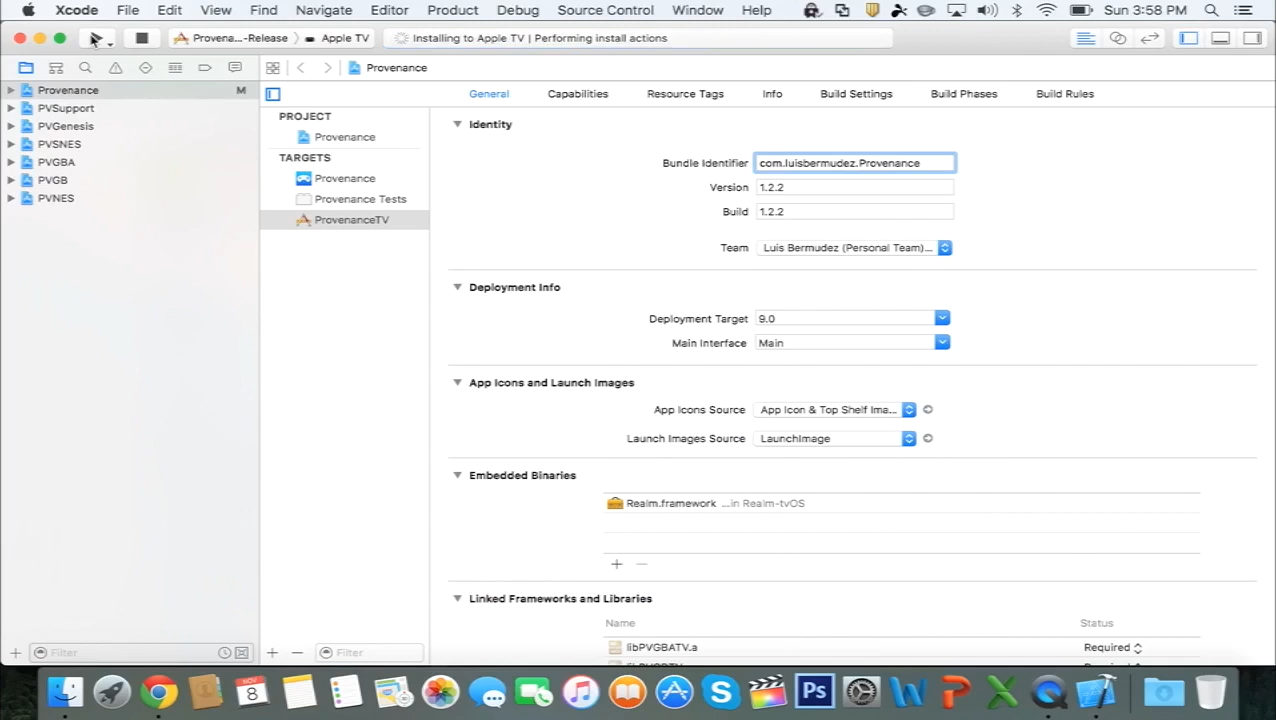 Xcode File Edit View Find Navigate Editor Product Debug Source Control Window Help Sun 3:58 PM
Provena...-Release Apple TV Installing to Apple TV | Performing install actions
Provenance
Provenance M
PVSupport
PVGenesis
PVSNES
PVGBA
PVGB
PVNES
Filter
PROJECT
Provenance
TARGETS
Provenance
Provenance Tests
ProvenanceTV
Filter
General Capabilities Resource Tags Info Build Settings Build Phases Build Rules
Identity
Bundle Identifier com.luisbermudez.Provenance
Version 1.2.2
Build 1.2.2
Team Luis Bermudez (Personal Team)...
Deployment Info
Deployment Target 9.0
Main Interface Main
App Icons and Launch Images
App Icons Source App Icon & Top Shelf Ima...
Launch Images Source LaunchImage
Embedded Binaries
Realm.framework ...in Realm-tvOS
Linked Frameworks and Libraries
Name Status
libPVGBATV.a Required
NOV
8
Ps